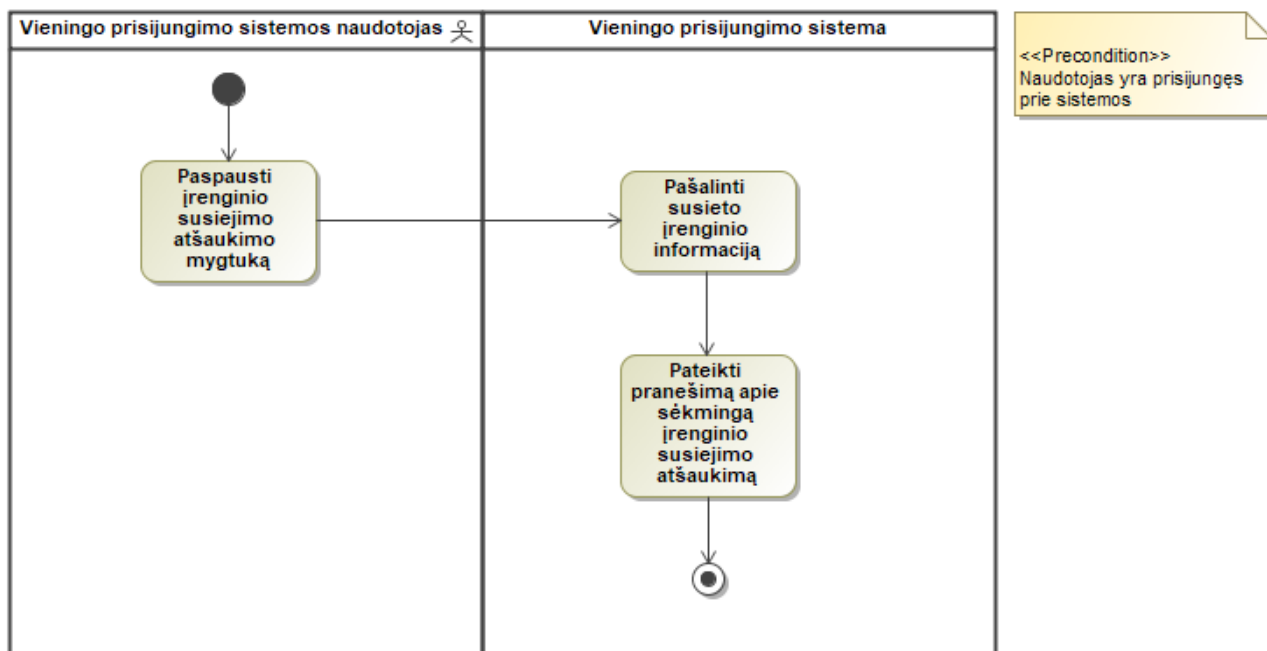 Vieningo prisijungimo sistemos naudotojas
Vieningo prisijungimo sistema
<<Precondition>>
Naudotojas yra prisijungęs
prie sistemos
Paspausti
įrenginio
susiejimo
atšaukimo
mygtuką
Pašalinti
susieto
įrenginio
informaciją
Pateikti
pranešimą apie
sėkmingą
įrenginio
susiejimo
atšaukimą